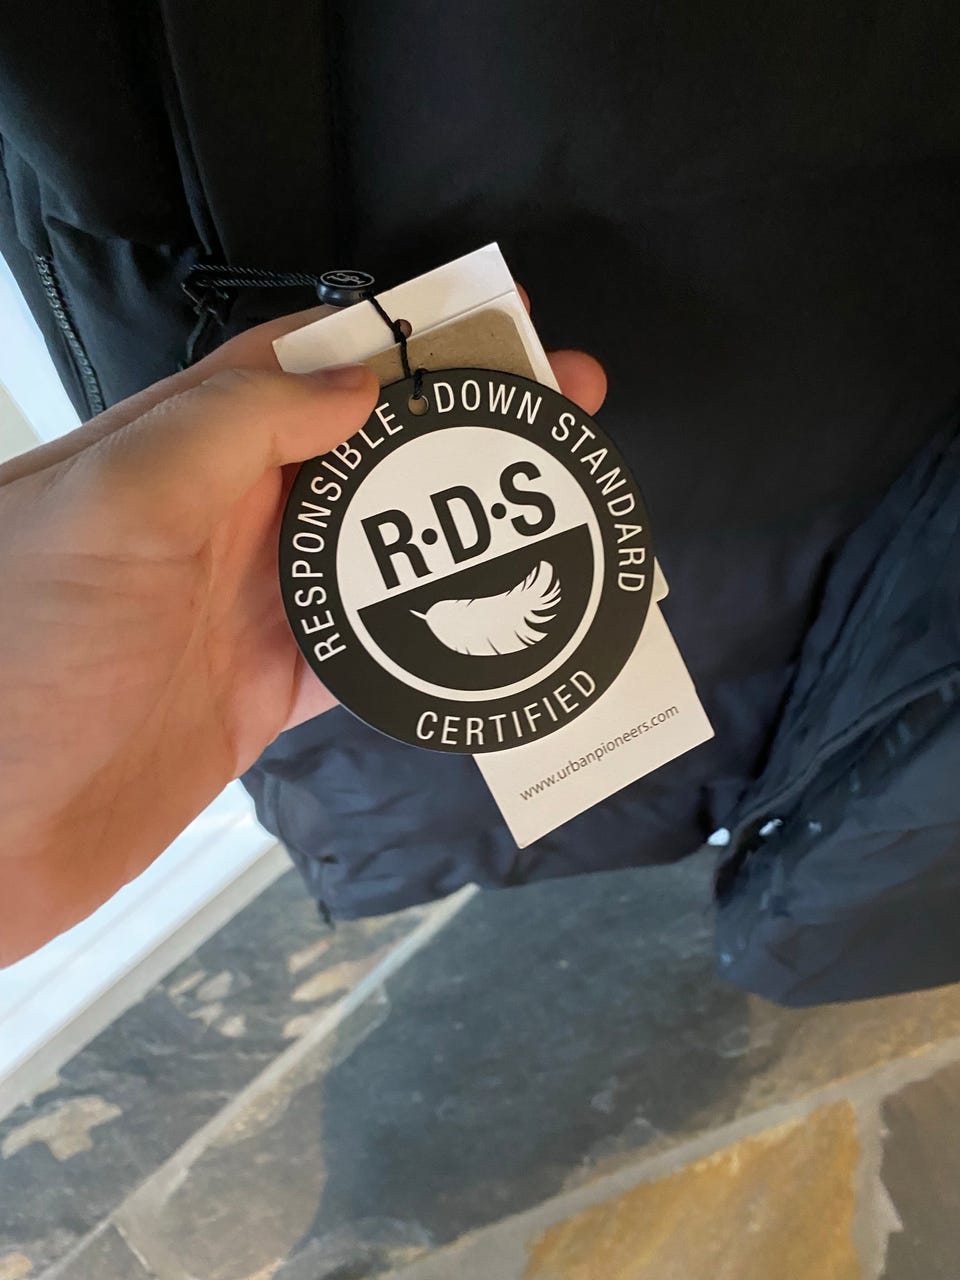 RESPONSIBLE DOWN STANDARD
R·D·S
CERTIFIED
www.urbanpioneers.com